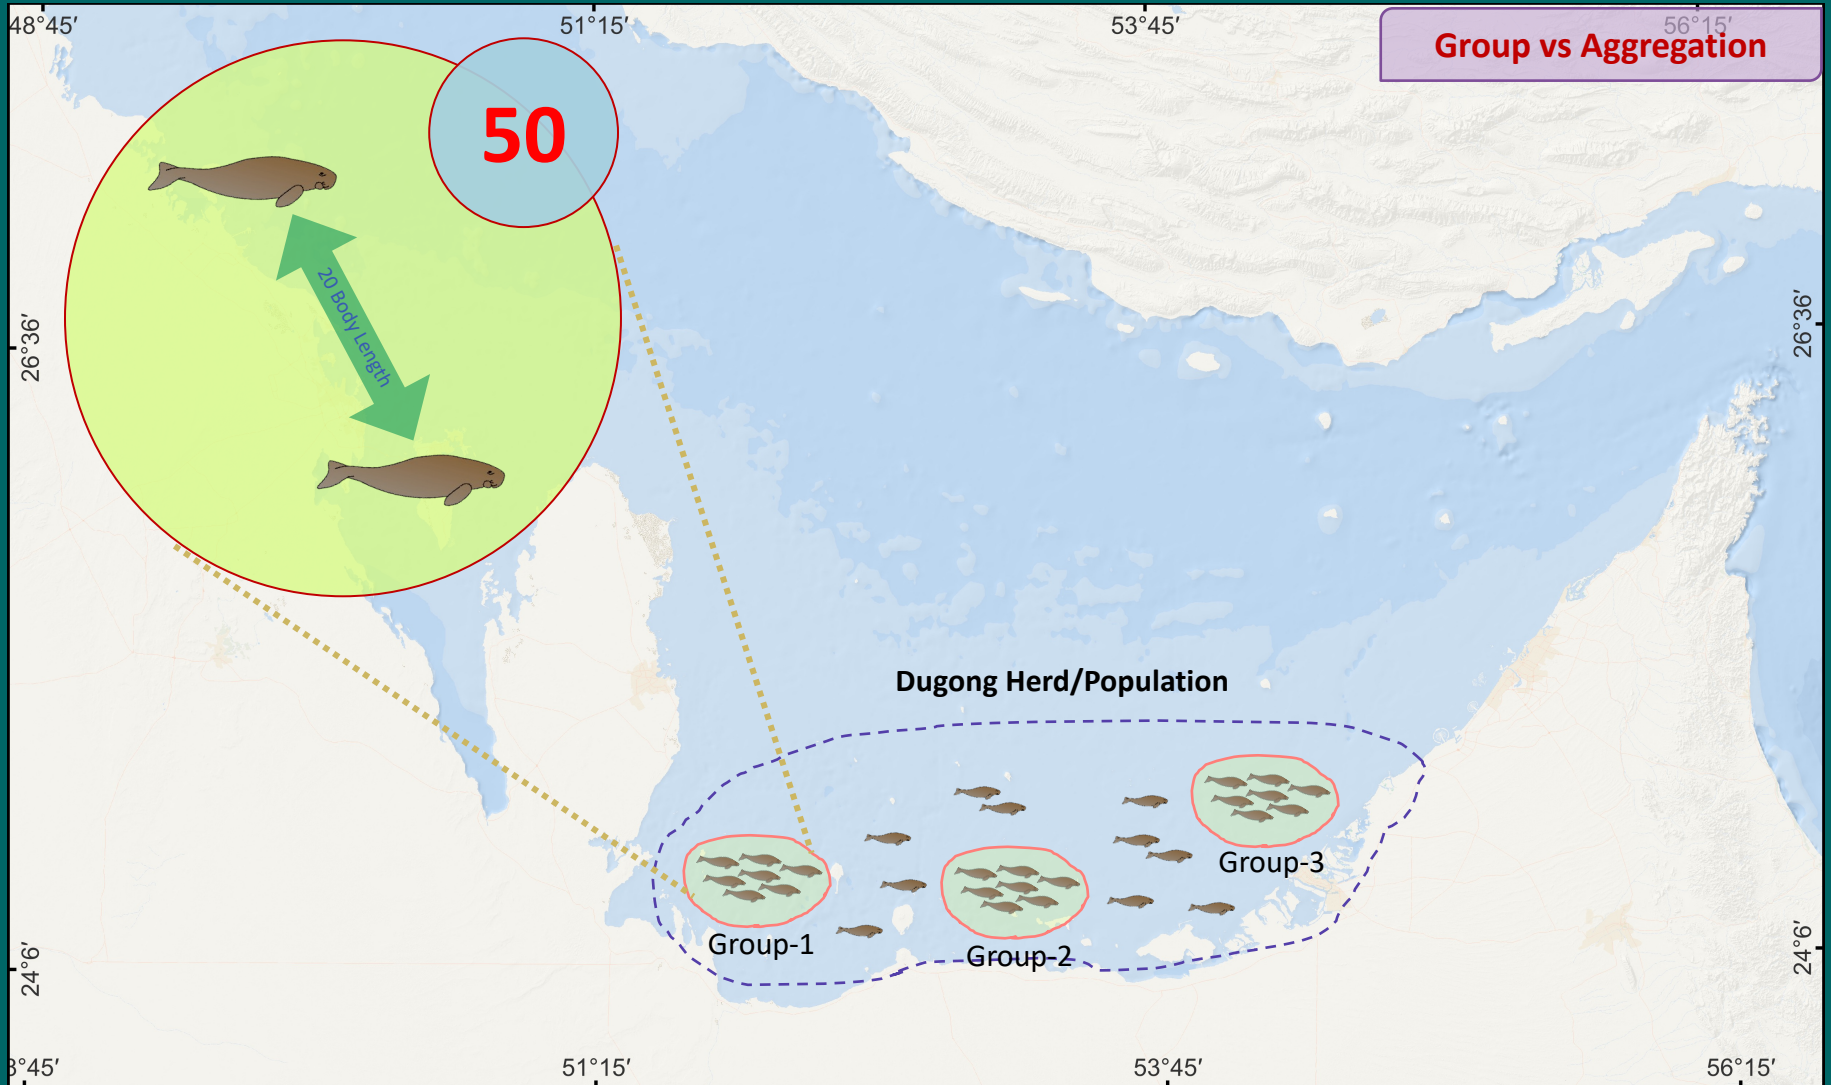 48°45′
51°15′
53°45′
56°15′
Group vs Aggregation
50
20 Body Length
26°36′
26°36′
Dugong Herd/Population
Group-3
Group-1
Group-2
24°6′
24°6′
8°45′
51°15′
53°45′
56°15′